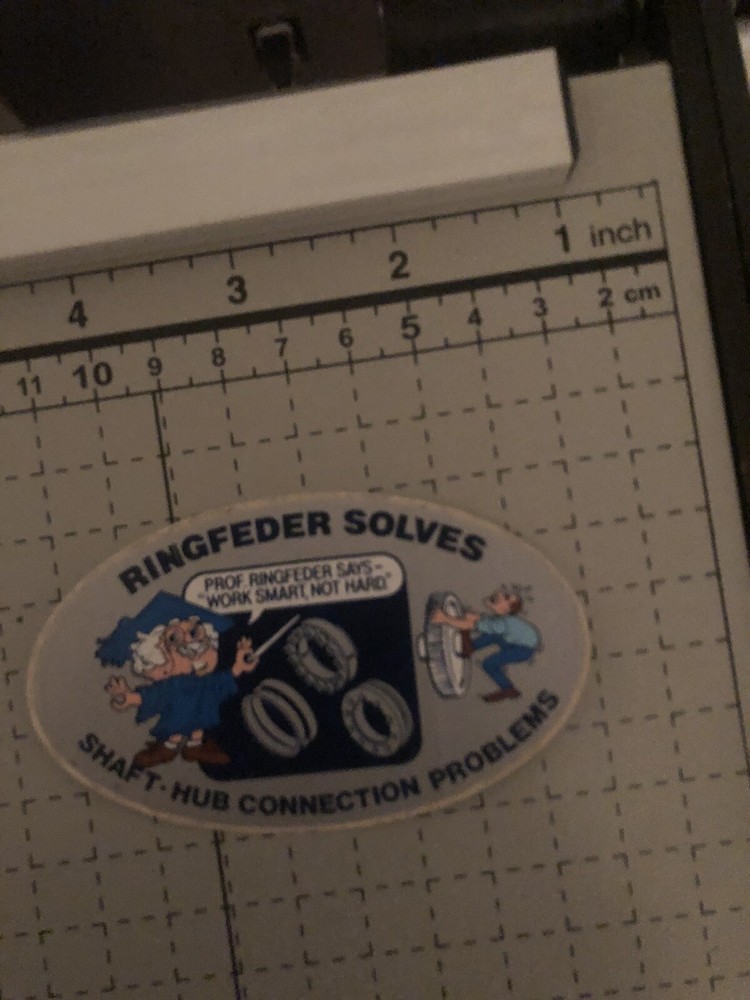 1 inch
2
3
4
2 cm
3
4
5
6
7
8
9
10
11
RINGFEDER SOLVES
PROF. RINGFEDER SAYS-
"WORK SMART, NOT HARD"
SHAFT-HUB CONNECTION PROBLEMS